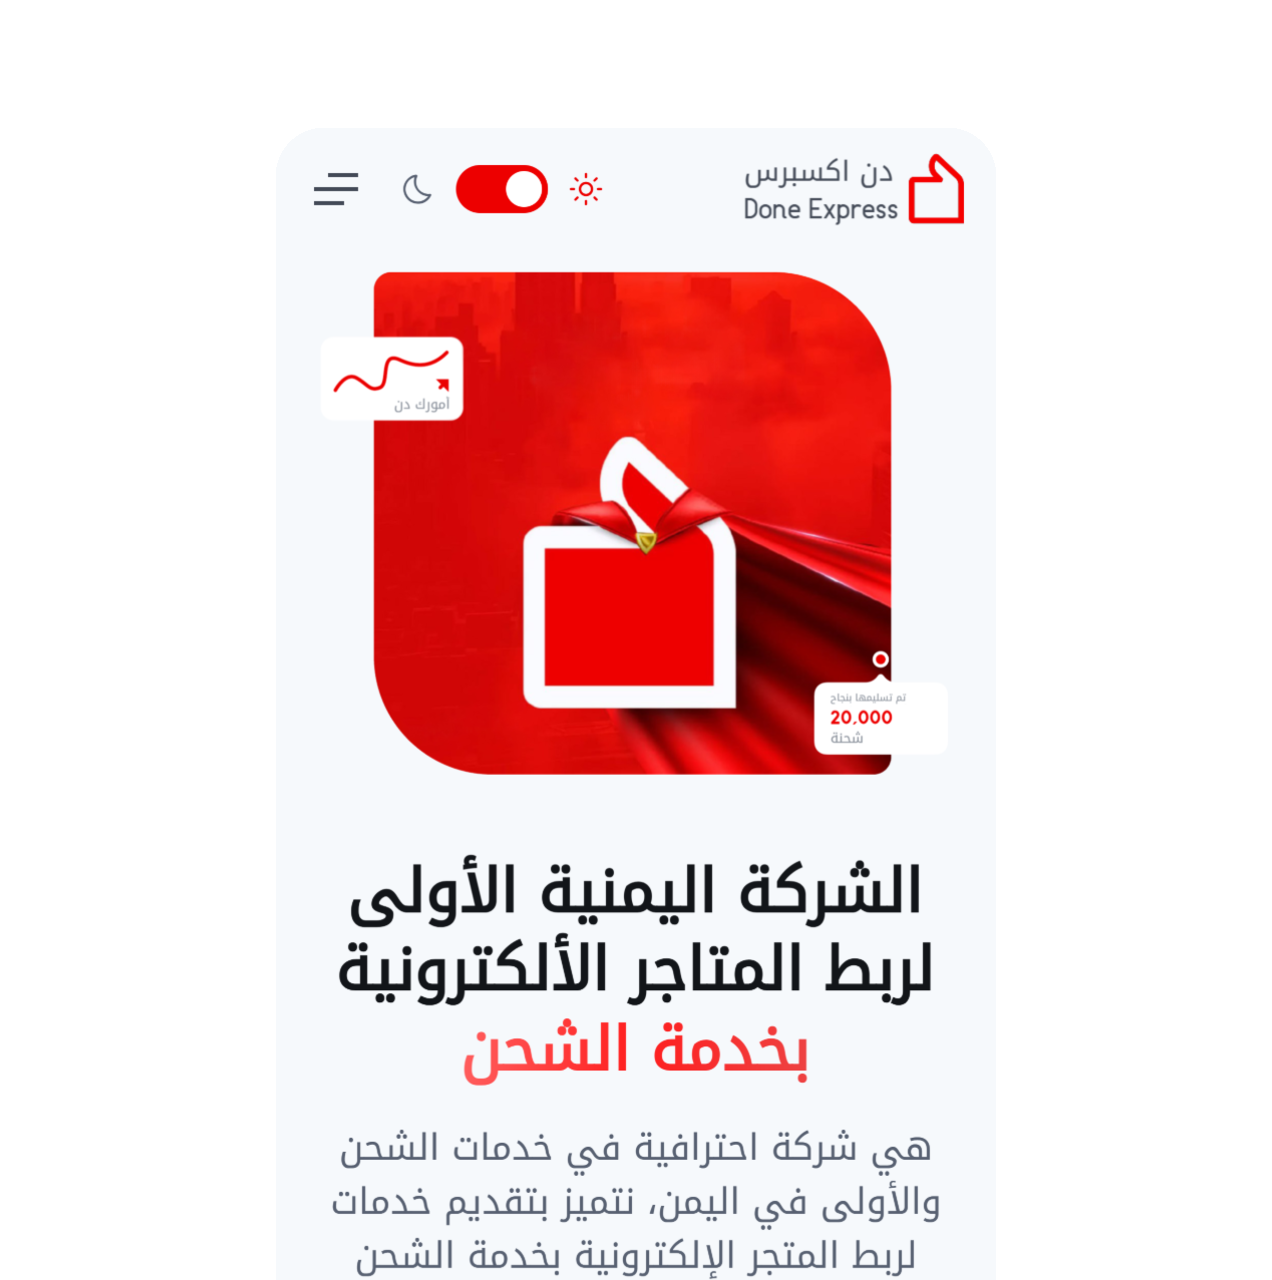 دن اكسبرس
Done Express
أمورك دن
تم تسليمها بنجاح
20,000
شحنة
الشركة اليمنية الأولى
لربط المتاجر الألكترونية
بخدمة الشحن
هي شركة احترافية في خدمات الشحن
والأولى في اليمن، نتميز بتقديم خدمات
لربط المتجر الإلكترونية بخدمة الشحن